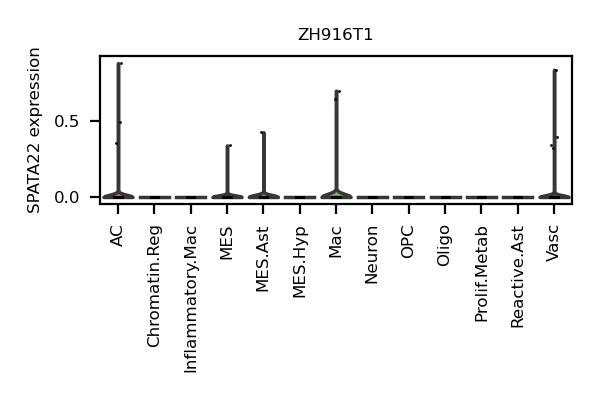 ZH916T1
SPATA22 expression
0.5
0.0
AC
Chromatin.Reg
Inflammatory.Mac
MES
MES.Ast
MES.Hyp
Mac
Neuron
OPC
Oligo
Prolif.Metab
Reactive.Ast
Vasc